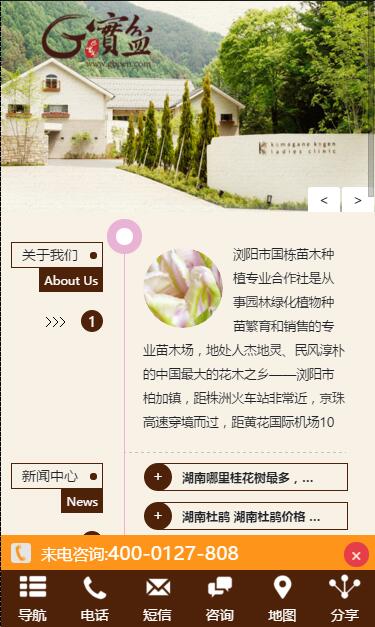 G 實盆
www.gbpen.com
kumagane kogen
ladies clinic
< >
关于我们
About Us
1
浏阳市国栋苗木种
植专业合作社是从
事园林绿化植物种
苗繁育和销售的专
业苗木场，地处人杰地灵、民风淳朴
的中国最大的花木之乡——浏阳市
柏加镇，距株洲火车站非常近，京珠
高速穿境而过，距黄花国际机场10
新闻中心
News
+ 湖南哪里桂花树最多，...
+ 湖南杜鹃 湖南杜鹃价格 ...
来电咨询:400-0127-808 ×
导航 电话 短信 咨询 地图 分享